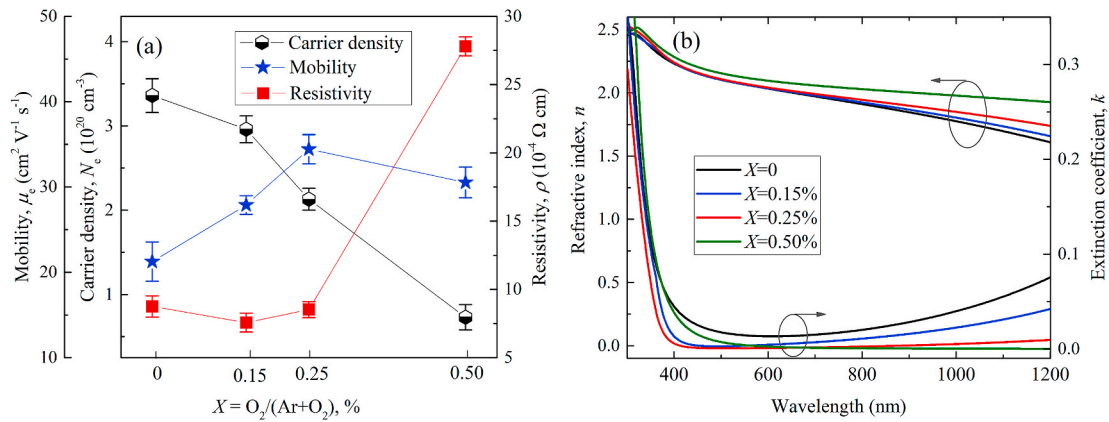 (a)
Carrier density
Mobility
Resistivity
Mobility, μe (cm² V⁻¹ s⁻¹)
50
40
30
20
10
Carrier density, Ne (10²⁰ cm⁻³)
4
3
2
1
Resistivity, ρ (10⁻⁴ Ω cm)
30
25
20
15
10
5
0 0.15 0.25 0.50
X = O₂/(Ar+O₂), %
(b)
Refractive index, n
2.5
2.0
1.5
1.0
0.5
0.0
X=0
X=0.15%
X=0.25%
X=0.50%
Extinction coefficient, k
0.3
0.2
0.1
0.0
400 600 800 1000 1200
Wavelength (nm)